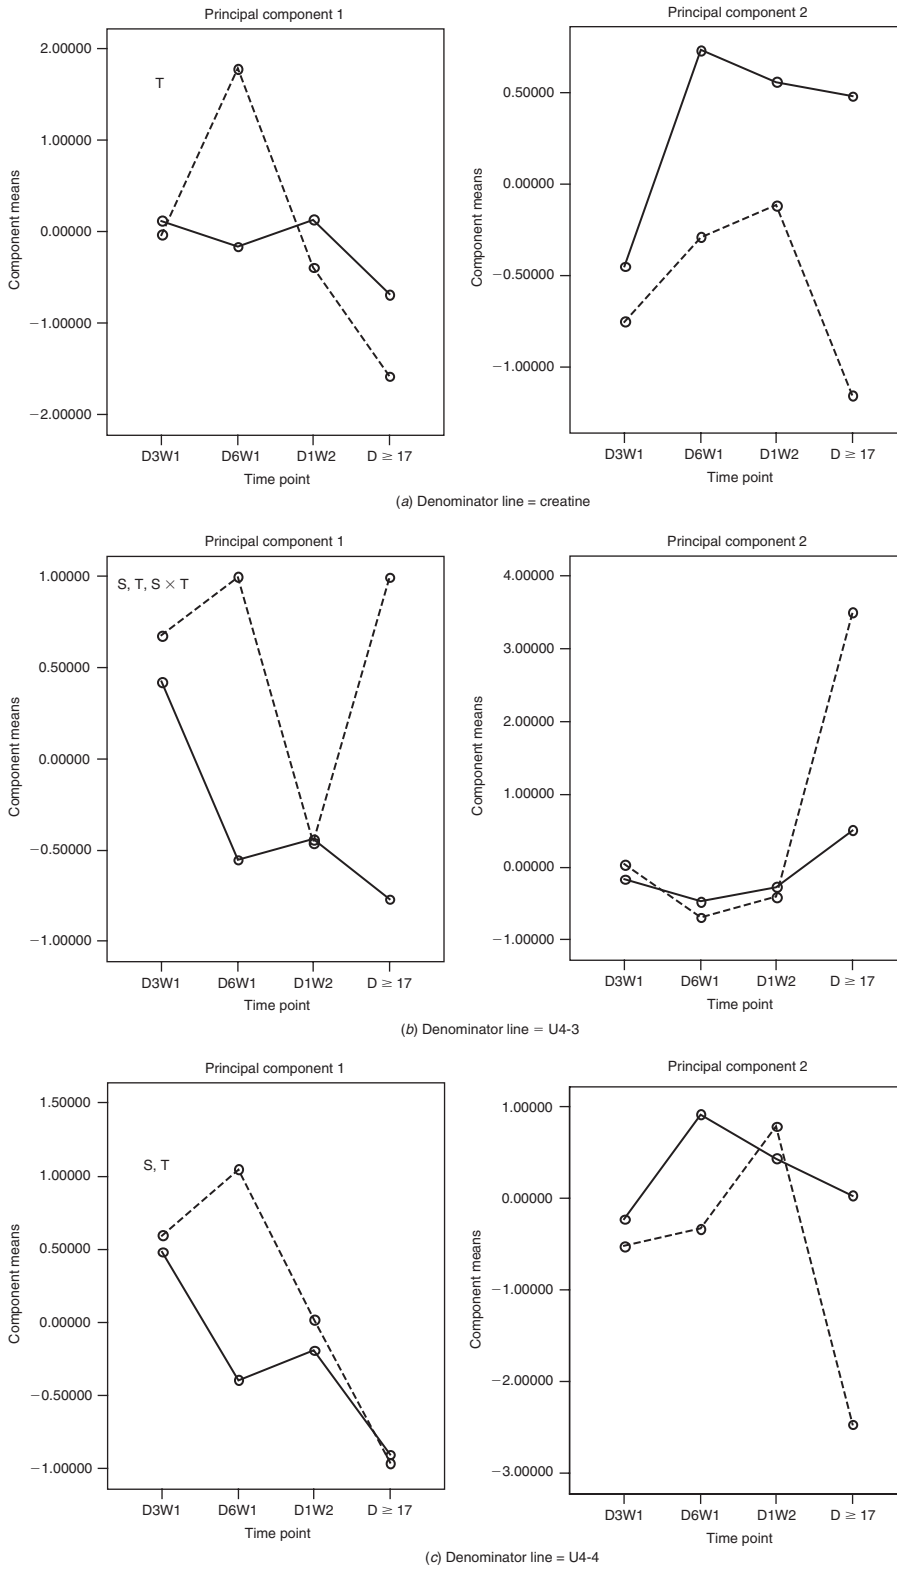 Principal component 1
Principal component 2
2.00000
1.00000
0.00000
−1.00000
−2.00000
Component means
T
D3W1 D6W1 D1W2 D ≥ 17
Time point
0.50000
0.00000
−0.50000
−1.00000
Component means
D3W1 D6W1 D1W2 D ≥ 17
Time point
(a) Denominator line = creatine
Principal component 1
Principal component 2
1.00000
0.50000
0.00000
−0.50000
−1.00000
Component means
S, T, S × T
D3W1 D6W1 D1W2 D ≥ 17
Time point
4.00000
3.00000
2.00000
1.00000
0.00000
−1.00000
Component means
D3W1 D6W1 D1W2 D ≥ 17
Time point
(b) Denominator line = U4-3
Principal component 1
Principal component 2
1.50000
1.00000
0.50000
0.00000
−0.50000
−1.00000
Component means
S, T
D3W1 D6W1 D1W2 D ≥ 17
Time point
1.00000
0.00000
−1.00000
−2.00000
−3.00000
Component means
D3W1 D6W1 D1W2 D ≥ 17
Time point
(c) Denominator line = U4-4